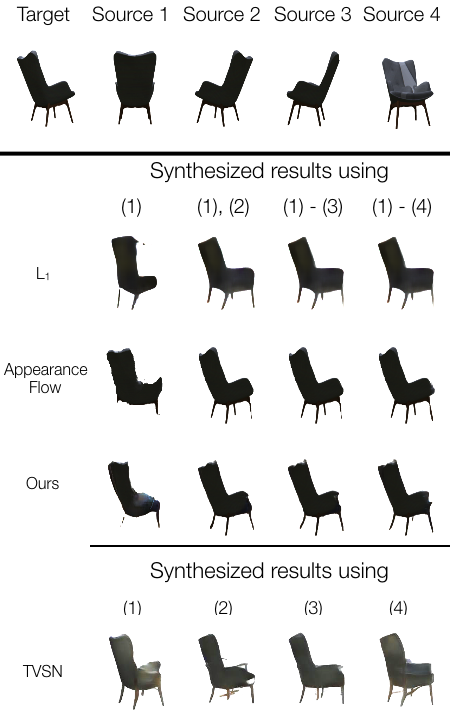 Target Source 1 Source 2 Source 3 Source 4
Synthesized results using
(1) (1), (2) (1) - (3) (1) - (4)
L₁
Appearance
Flow
Ours
Synthesized results using
(1) (2) (3) (4)
TVSN